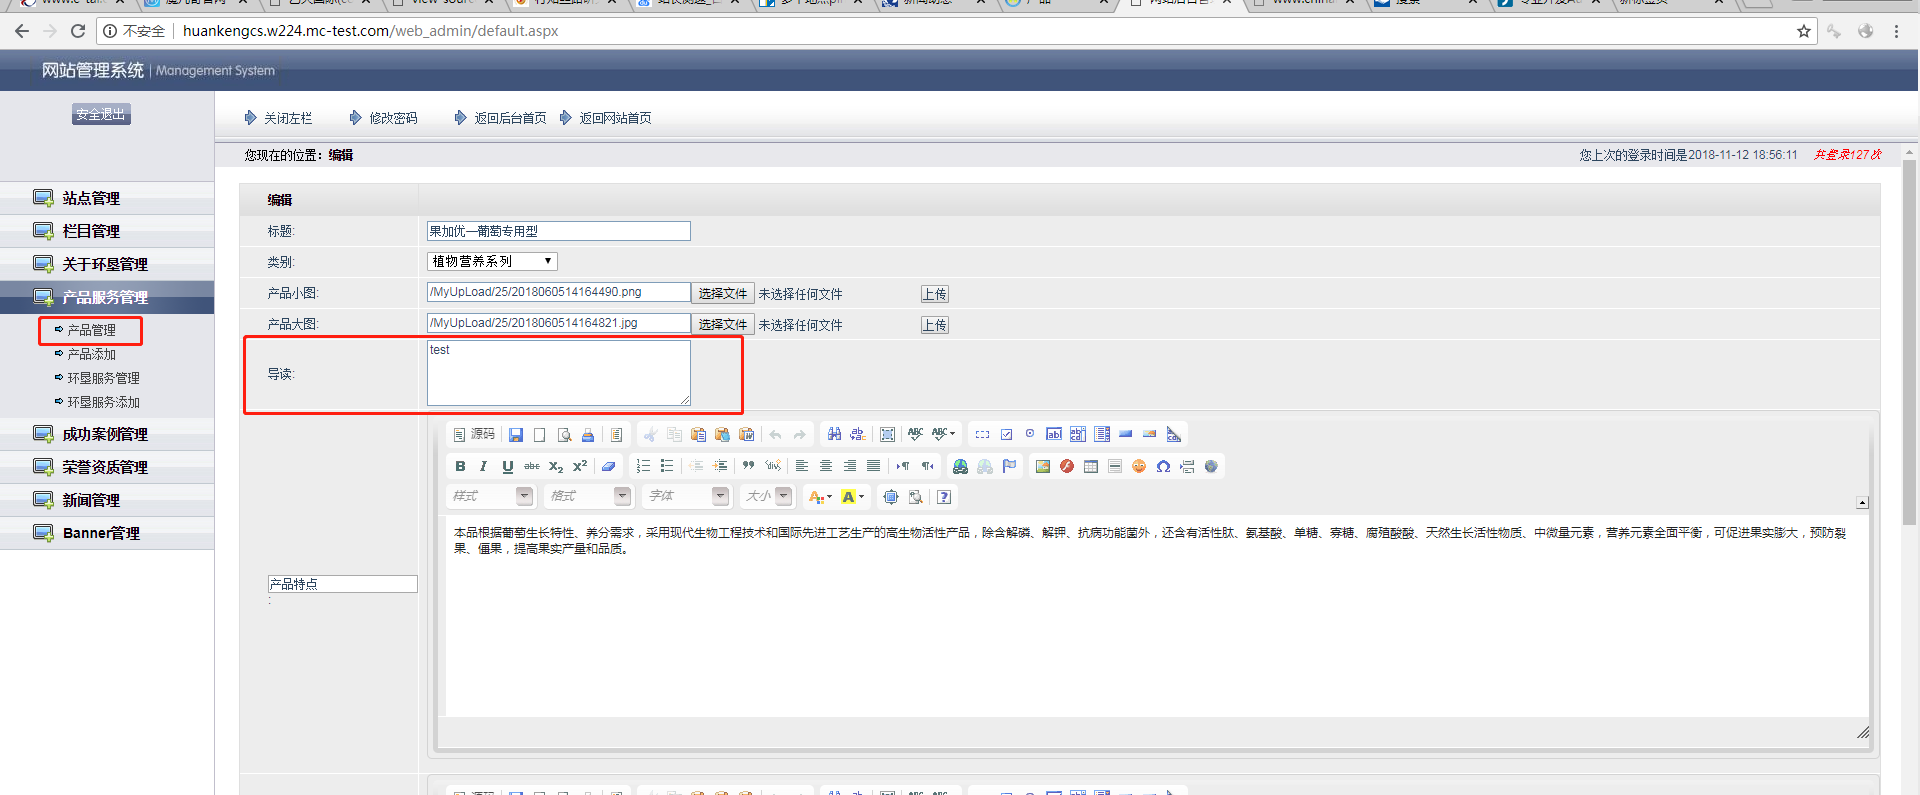 不安全 huankengcs.w224.mc-test.com/web_admin/default.aspx
网站管理系统 | Management System
安全退出
关闭左栏 修改密码 返回后台首页 返回网站首页
您现在的位置：编辑
您上次的登录时间是2018-11-12 18:56:11 共登录127次
站点管理
栏目管理
关于环垦管理
产品服务管理
产品管理
产品添加
环垦服务管理
环垦服务添加
成功案例管理
荣誉资质管理
新闻管理
Banner管理
编辑
标题: 果加优—葡萄专用型
类别: 植物营养系列
产品小图: /MyUpLoad/25/2018060514164490.png 选择文件 未选择任何文件 上传
产品大图: /MyUpLoad/25/2018060514164821.jpg 选择文件 未选择任何文件 上传
导读: test
源码
样式 格式 字体 大小
产品特点
:
本品根据葡萄生长特性、养分需求，采用现代生物工程技术和国际先进工艺生产的高生物活性产品，除含解磷、解钾、抗病功能菌外，还含有活性肽、氨基酸、单糖、寡糖、腐殖酸酸、天然生长活性物质、中微量元素，营养元素全面平衡，可促进果实膨大，预防裂
果、僵果，提高果实产量和品质。